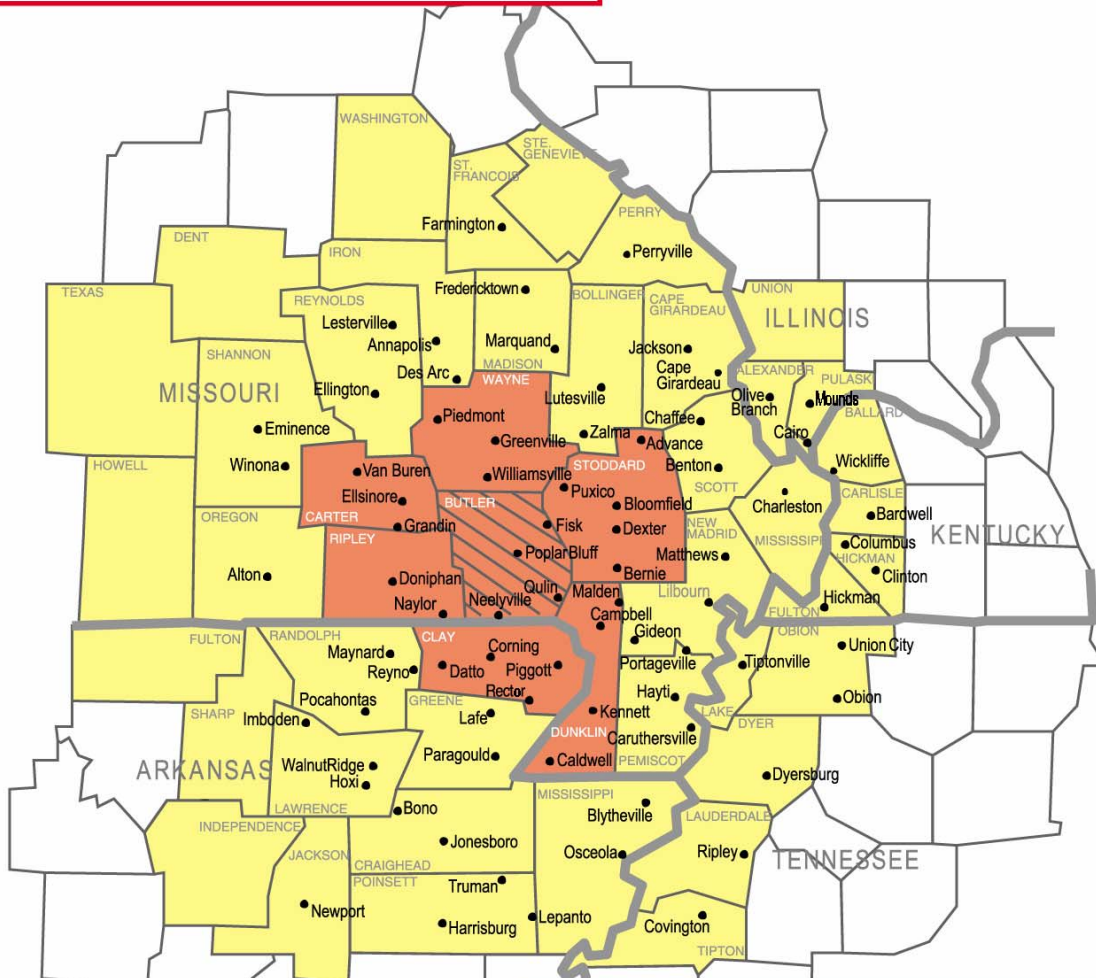 WASHINGTON
STE.
GENEVIEVE
ST.
FRANCOIS
PERRY
Farmington
DENT
IRON
Perryville
TEXAS
REYNOLDS
Fredericktown
BOLLINGER
CAPE
GIRARDEAU
UNION
ILLINOIS
Lesterville
Annapolis
Marquand
Jackson
SHANNON
MADISON
Des Arc
WAYNE
Cape
Girardeau
ALEXANDER
PULASKI
MISSOURI
Ellington
Lutesville
Olive
Branch
Mounds
BALLARD
Piedmont
Chaffee
Eminence
Greenville
Zalma
Advance
Cairo
HOWELL
Winona
Van Buren
Williamsville
STODDARD
Benton
Wickliffe
Ellsinore
BUTLER
Puxico
SCOTT
CARLISLE
OREGON
CARTER
Grandin
Bloomfield
Charleston
Bardwell
RIPLEY
Fisk
Dexter
NEW
MADRID
MISSISSIPPI
KENTUCKY
Poplar Bluff
Matthews
Columbus
HICKMAN
Alton
Doniphan
Bernie
Clinton
Qulin
Malden
Lilbourn
Naylor
Neelyville
Campbell
Hickman
FULTON
FULTON
RANDOLPH
CLAY
Gideon
OBION
Maynard
Corning
Union City
Reyno
Datto
Piggott
Portageville
Tiptonville
Pocahontas
Rector
Hayti
Obion
SHARP
Imboden
GREENE
Lafe
Kennett
LAKE
DYER
DUNKLIN
Caruthersville
ARKANSAS
Walnut Ridge
Hoxi
Paragould
Caldwell
PEMISCOT
Dyersburg
LAWRENCE
Bono
MISSISSIPPI
Blytheville
LAUDERDALE
INDEPENDENCE
Jonesboro
JACKSON
CRAIGHEAD
Osceola
Ripley
TENNESSEE
POINSETT
Truman
Newport
Harrisburg
Lepanto
Covington
TIPTON